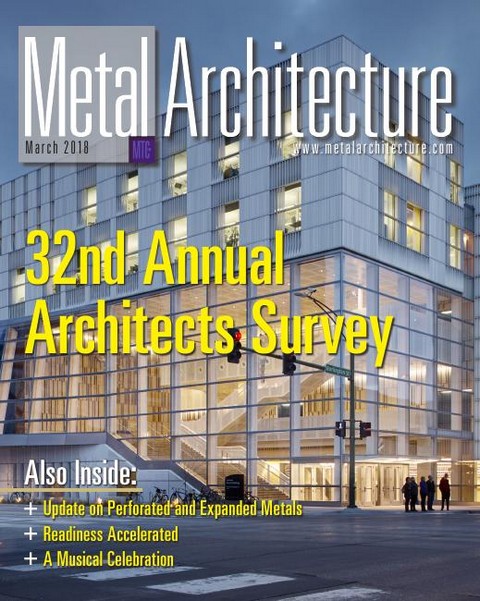 Metal Architecture
March 2018
MTG
www.metalarchitecture.com
32nd Annual
Architects Survey
Also Inside:
+ Update on Perforated and Expanded Metals
+ Readiness Accelerated
+ A Musical Celebration